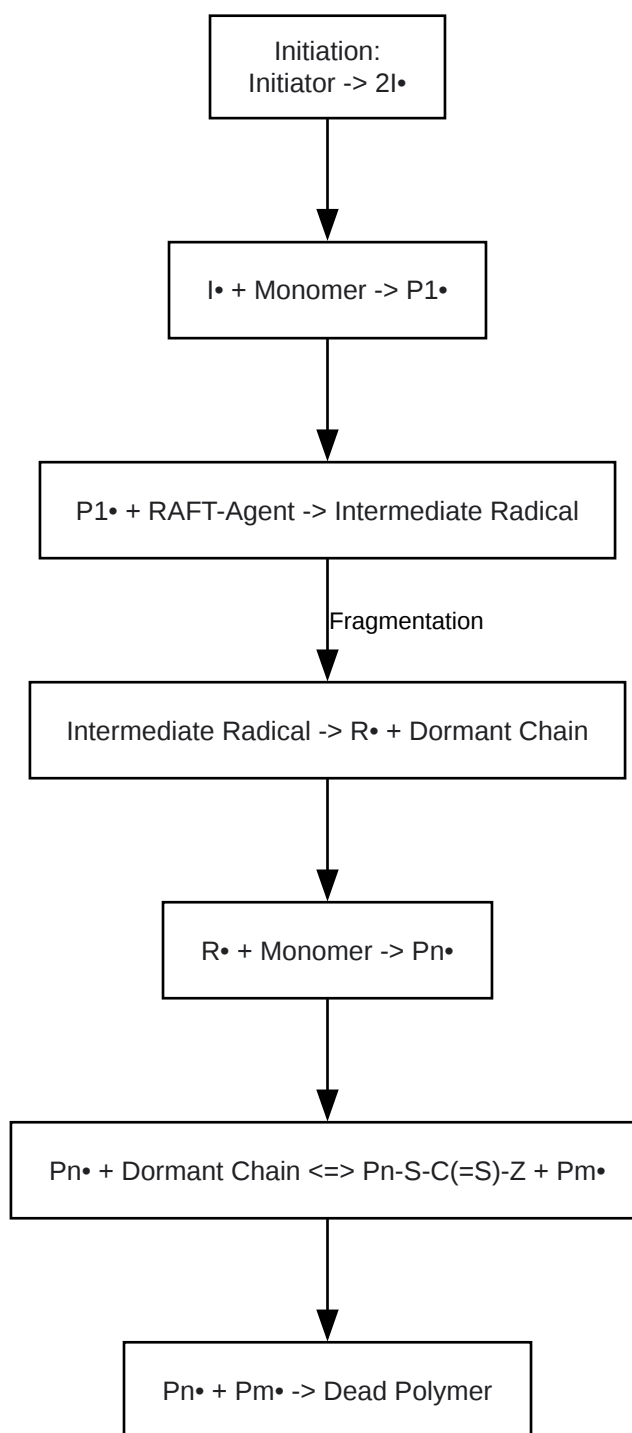 Initiation:
Initiator -> 2I•
I• + Monomer -> P1•
P1• + RAFT-Agent -> Intermediate Radical
Fragmentation
Intermediate Radical -> R• + Dormant Chain
R• + Monomer -> Pn•
Pn• + Dormant Chain <=> Pn-S-C(=S)-Z + Pm•
Pn• + Pm• -> Dead Polymer